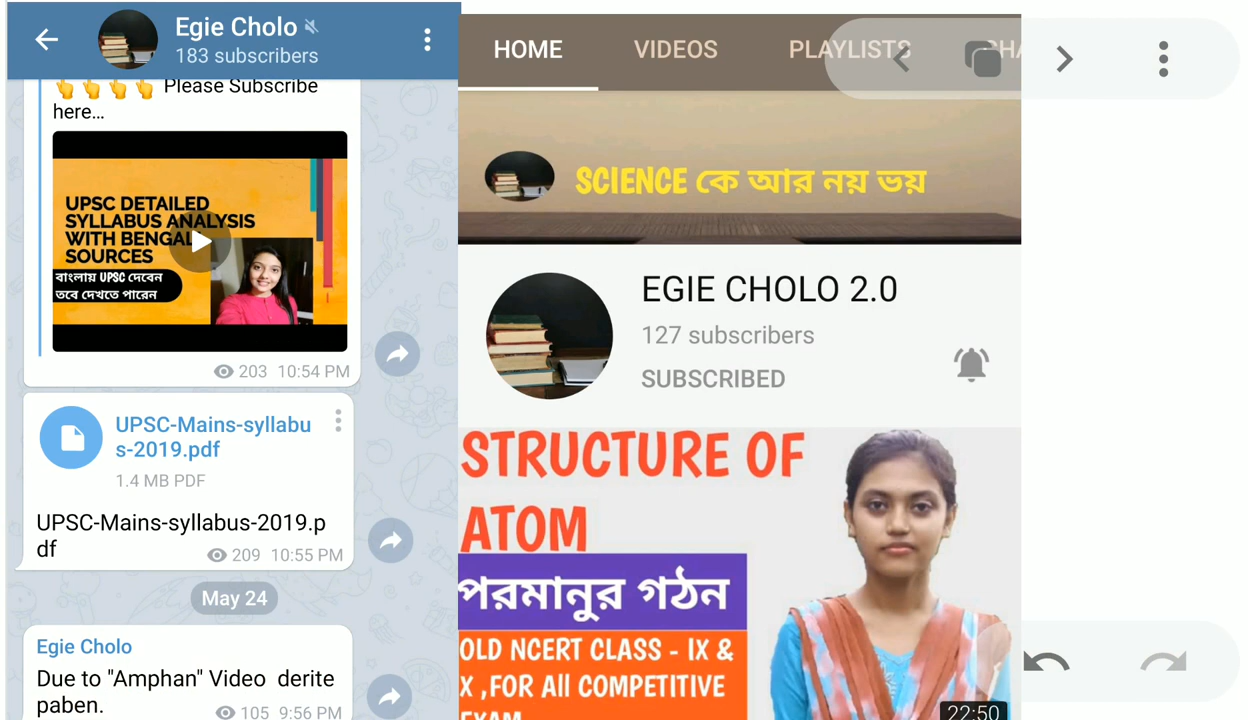 Egie Cholo
183 subscribers
Please Subscribe
here...
UPSC DETAILED
SYLLABUS ANALYSIS
WITH BENGAL
SOURCES
বাংলায় UPSC দেবেন
তবে দেখতে পারেন
203 10:54 PM
UPSC-Mains-syllabu
s-2019.pdf
1.4 MB PDF
UPSC-Mains-syllabus-2019.p
df
209 10:55 PM
May 24
Egie Cholo
Due to "Amphan" Video derite
paben.
105 9:56 PM
HOME VIDEOS PLAYLISTS CHA
SCIENCE কে আর নয় ভয়
EGIE CHOLO 2.0
127 subscribers
SUBSCRIBED
STRUCTURE OF
ATOM
পরমানুর গঠন
OLD NCERT CLASS - IX &
X ,FOR All COMPETITIVE
EXAM
22:50